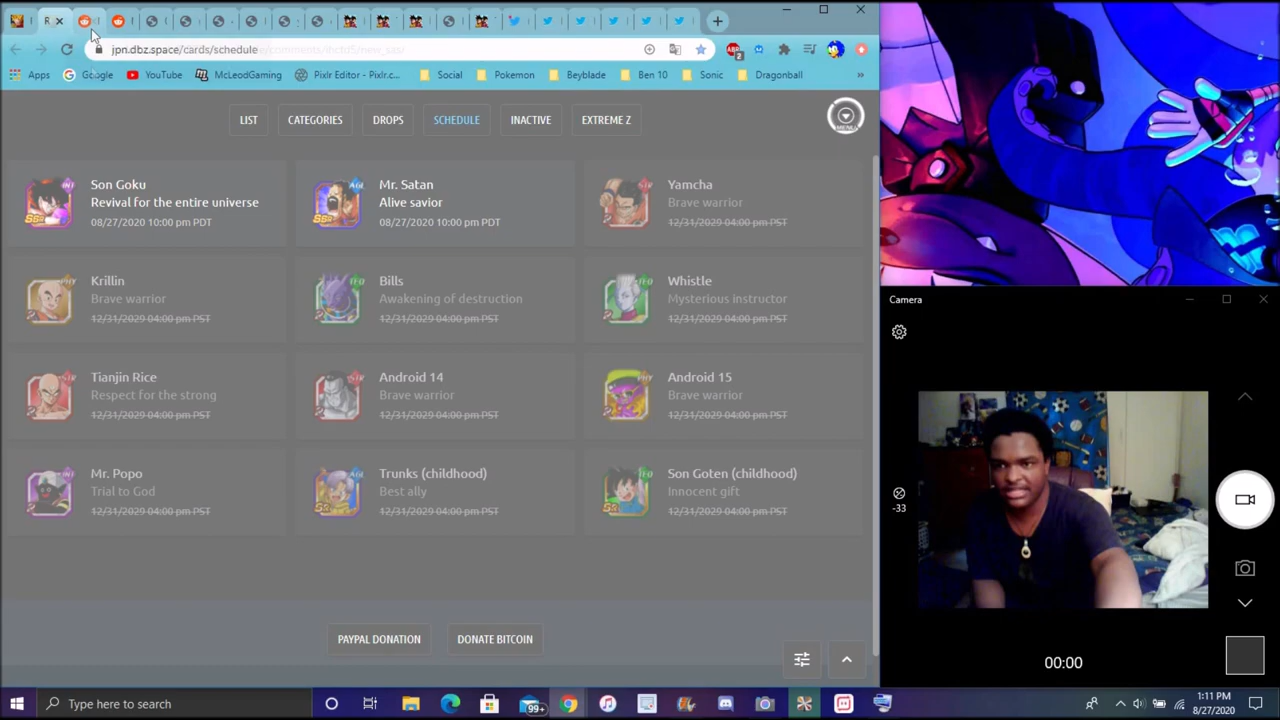 jpn.dbz.space/cards/schedule
Apps Google YouTube McLeodGaming Pixlr Editor - Pixlr.c... Social Pokemon Beyblade Ben 10 Sonic Dragonball »
LIST CATEGORIES DROPS SCHEDULE INACTIVE EXTREME Z
MENU
Son Goku
Revival for the entire universe
08/27/2020 10:00 pm PDT
Mr. Satan
Alive savior
08/27/2020 10:00 pm PDT
Yamcha
Brave warrior
12/31/2029 04:00 pm PST
Krillin
Brave warrior
12/31/2029 04:00 pm PST
Bills
Awakening of destruction
12/31/2029 04:00 pm PST
Whistle
Mysterious instructor
12/31/2029 04:00 pm PST
Tianjin Rice
Respect for the strong
12/31/2029 04:00 pm PST
Android 14
Brave warrior
12/31/2029 04:00 pm PST
Android 15
Brave warrior
12/31/2029 04:00 pm PST
Mr. Popo
Trial to God
12/31/2029 04:00 pm PST
Trunks (childhood)
Best ally
12/31/2029 04:00 pm PST
Son Goten (childhood)
Innocent gift
12/31/2029 04:00 pm PST
PAYPAL DONATION DONATE BITCOIN
Camera
-33
00:00
Type here to search
99+
1:11 PM
8/27/2020